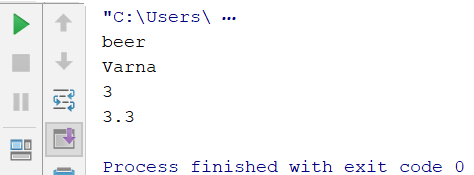 "C:\Users\ …
beer
Varna
3
3.3
Process finished with exit code 0